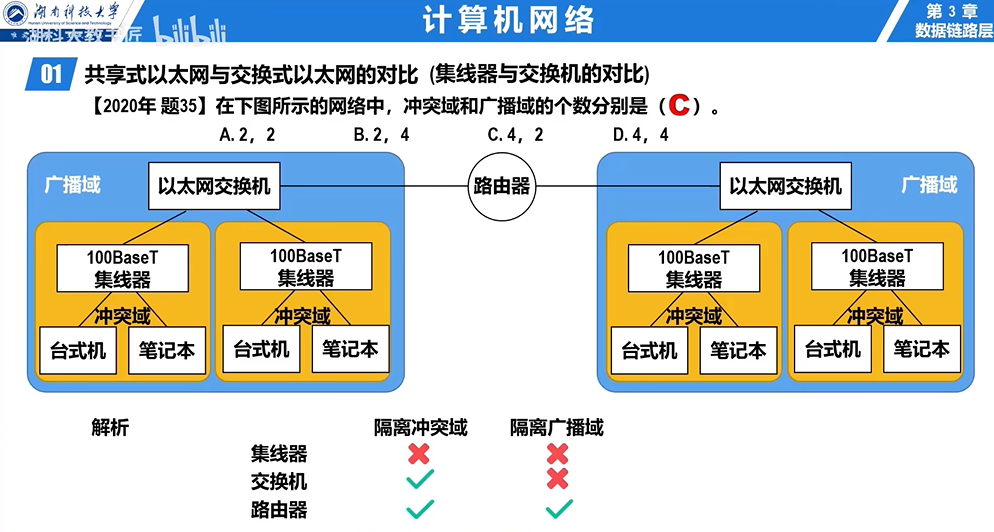 湖南科技大学
Hunan University of Science and Technology
计算机网络
第 3 章
数据链路层
湖科大教书匠
bilibili
01 共享式以太网与交换式以太网的对比 (集线器与交换机的对比)
【2020年 题35】在下图所示的网络中，冲突域和广播域的个数分别是（C）。
A. 2，2 B. 2，4 C. 4，2 D. 4，4
广播域
以太网交换机
路由器
以太网交换机
广播域
100BaseT
集线器
100BaseT
集线器
100BaseT
集线器
100BaseT
集线器
冲突域
冲突域
冲突域
冲突域
台式机
笔记本
台式机
笔记本
台式机
笔记本
台式机
笔记本
解析
隔离冲突域
隔离广播域
集线器
交换机
路由器